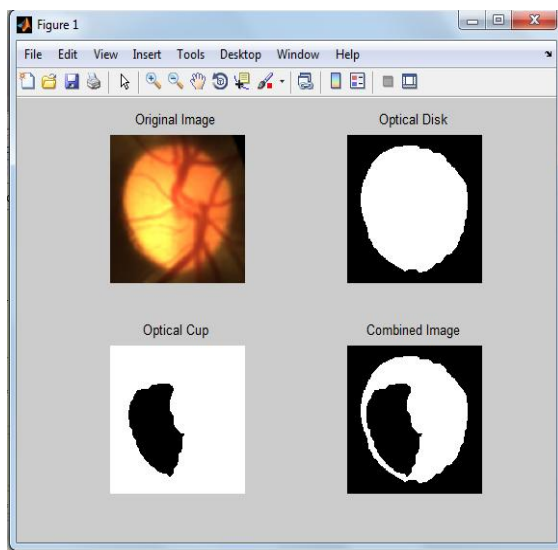 Figure 1
File Edit View Insert Tools Desktop Window Help
Original Image Optical Disk
Optical Cup Combined Image